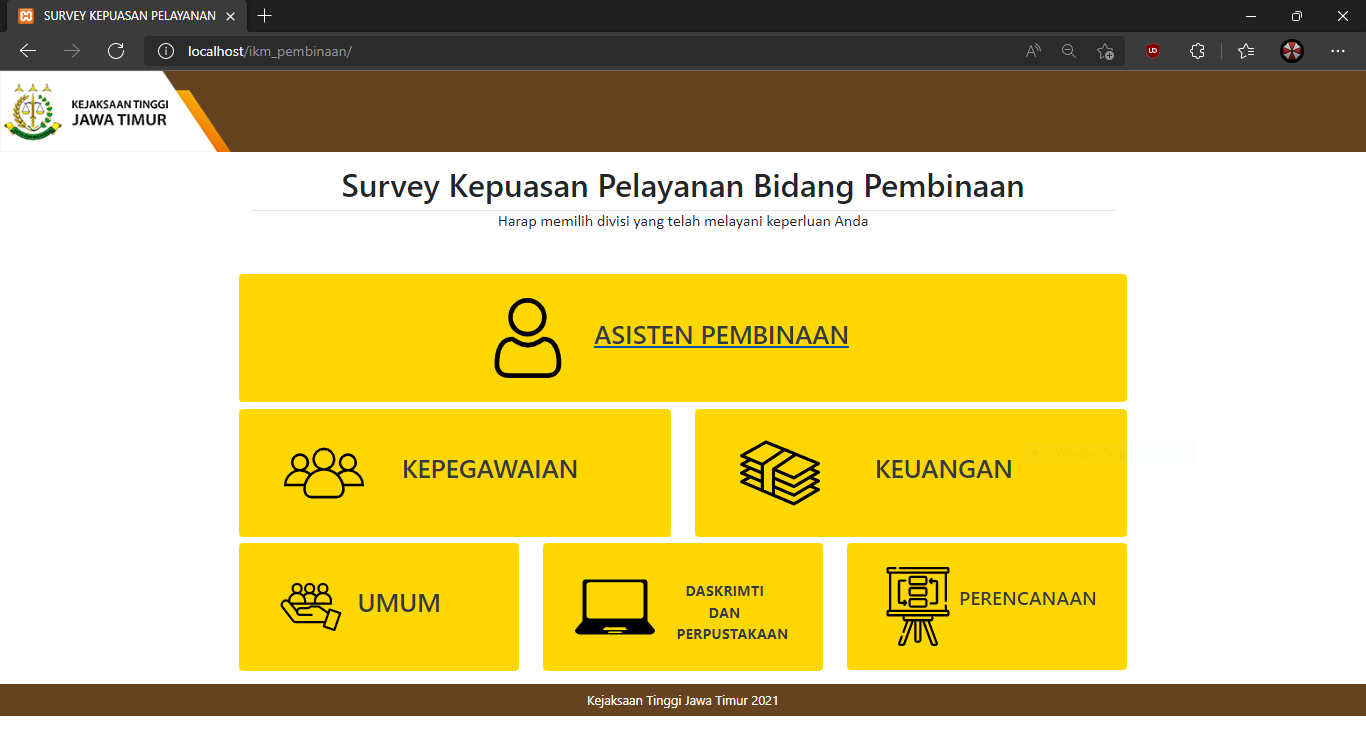 SURVEY KEPUASAN PELAYANAN
localhost/ikm_pembinaan/
KEJAKSAAN TINGGI
JAWA TIMUR
Survey Kepuasan Pelayanan Bidang Pembinaan
Harap memilih divisi yang telah melayani keperluan Anda
ASISTEN PEMBINAAN
KEPEGAWAIAN
KEUANGAN
UMUM
DASKRIMTI
DAN
PERPUSTAKAAN
PERENCANAAN
Kejaksaan Tinggi Jawa Timur 2021